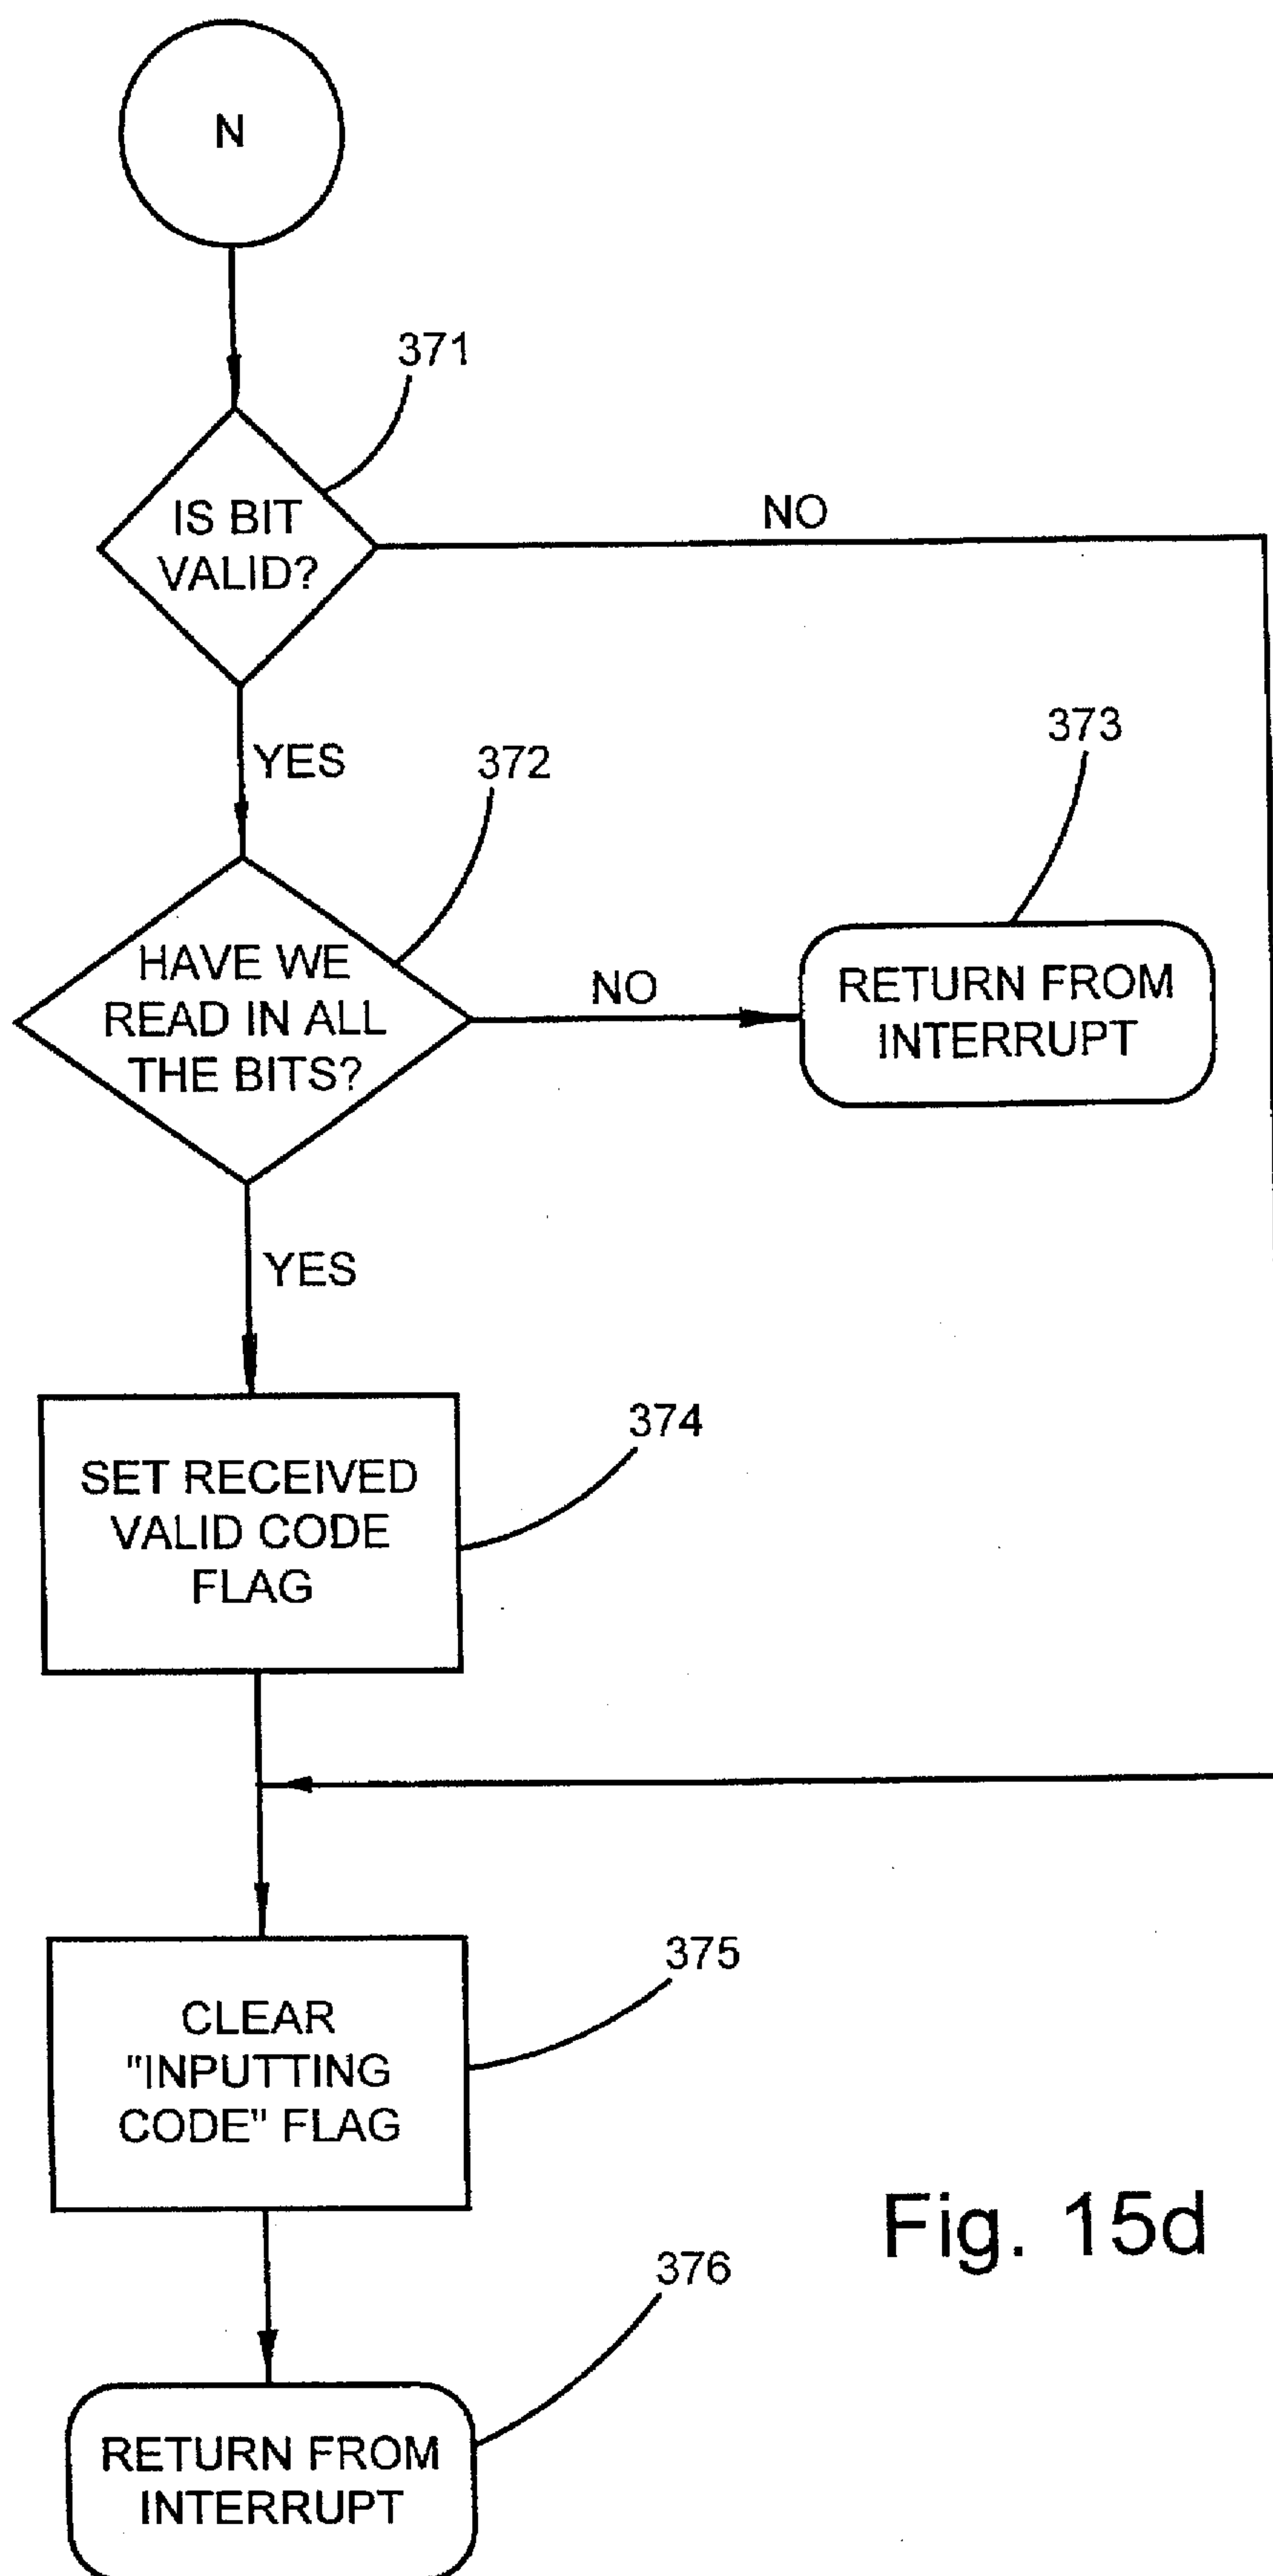 N
371
IS BIT
VALID?
NO
YES
372
373
HAVE WE
READ IN ALL
THE BITS?
NO
RETURN FROM
INTERRUPT
YES
374
SET RECEIVED
VALID CODE
FLAG
375
CLEAR
"INPUTTING
CODE" FLAG
Fig. 15d
376
RETURN FROM
INTERRUPT